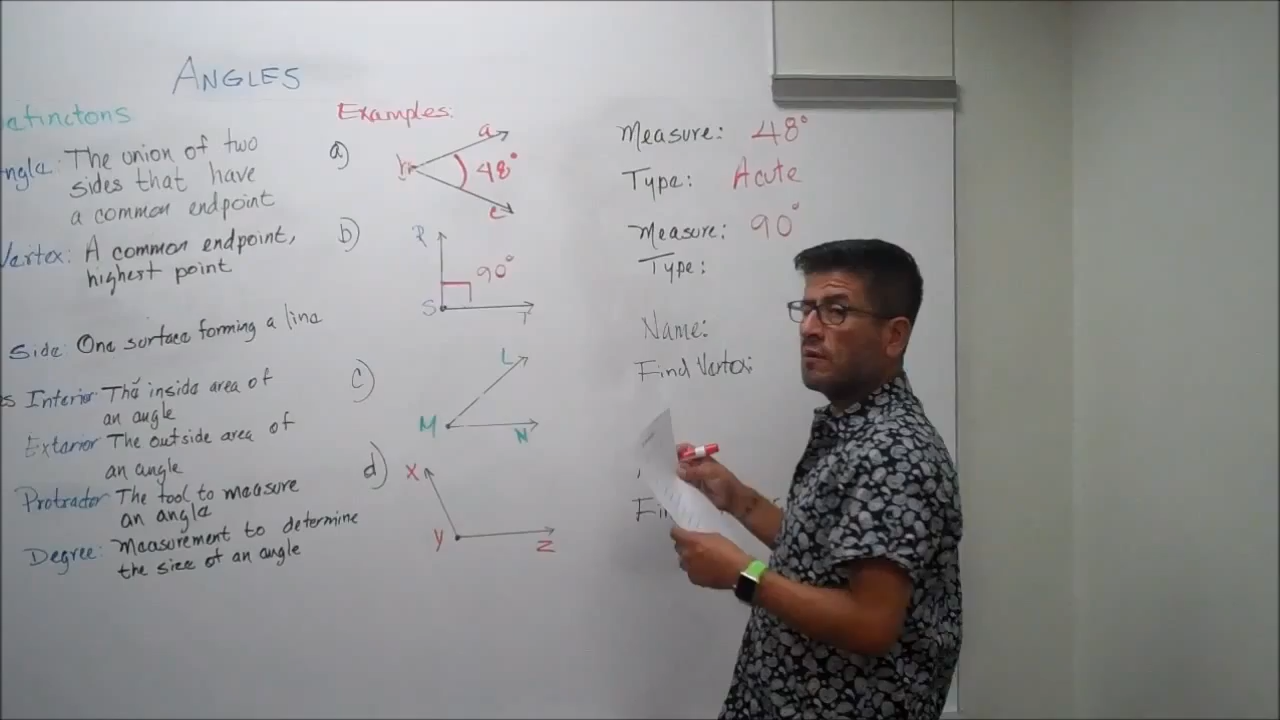 ANGLES
efinctons
ngle: The union of two
sides that have
a common endpoint
Vertex: A common endpoint,
highest point
Side: One surface forming a line
es Interior: The inside area of
an angle
Exterior The outside area of
an angle
Protractor The tool to measure
an angle
Degree: Measurement to determine
the size of an angle
Examples:
a) a
48°
b)
90°
S T
c) L
M N
d) X
Y Z
Measure: 48°
Type: Acute
Measure: 90°
Type:
Name:
Find Vertex: